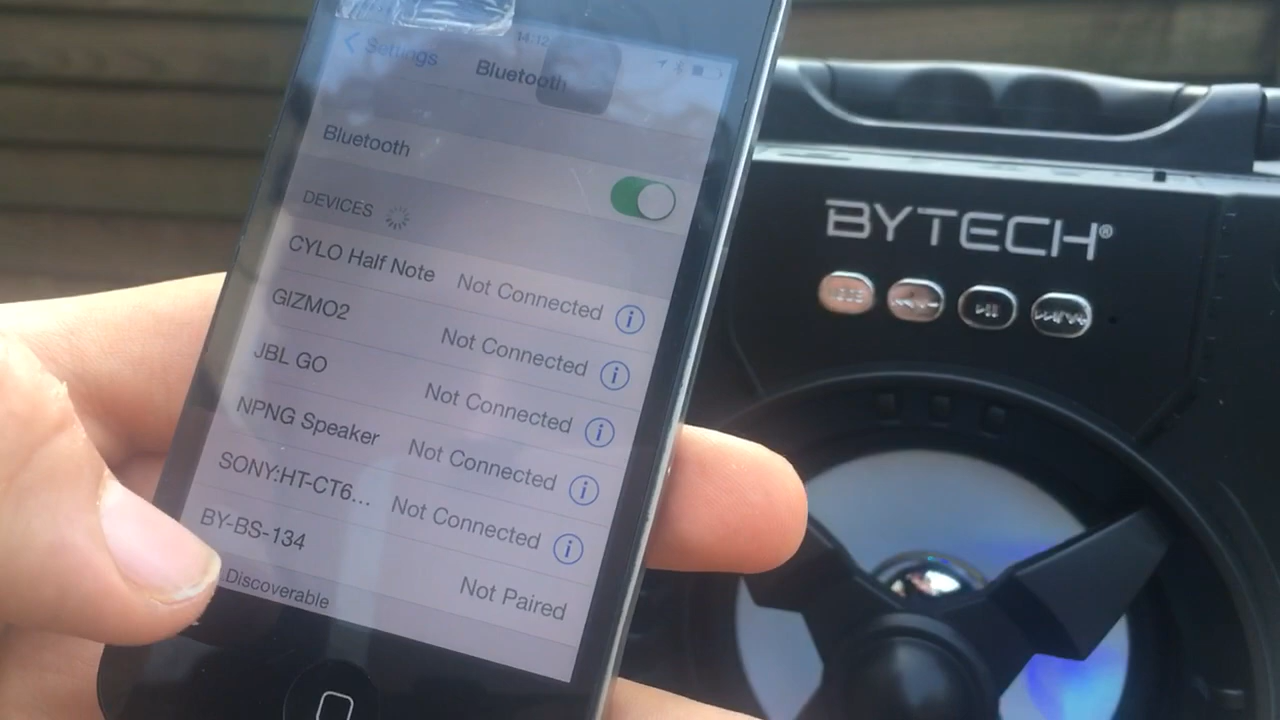 14:12
Settings
Bluetooth
Bluetooth
DEVICES
CYLO Half Note Not Connected
GIZMO2 Not Connected
JBL GO Not Connected
NPNG Speaker Not Connected
SONY:HT-CT6... Not Connected
BY-BS-134 Not Paired
Discoverable
BYTECH®